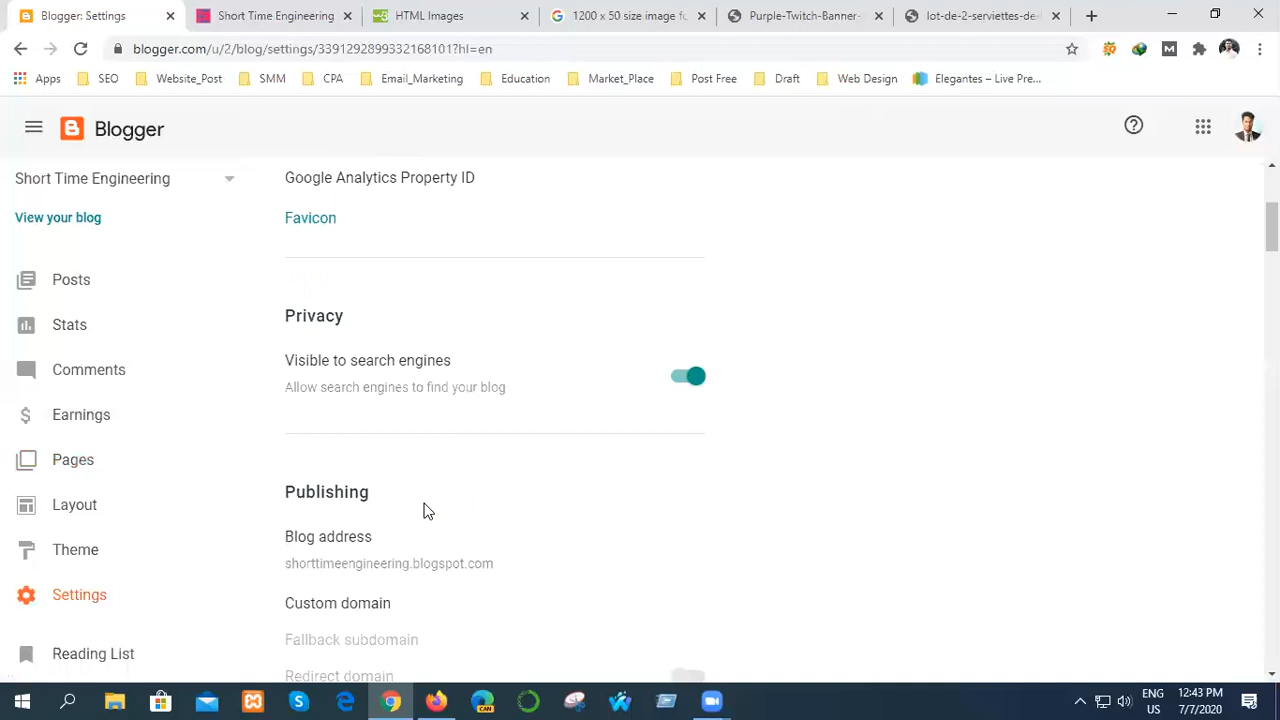 Blogger: Settings
Short Time Engineering
HTML Images
1200 x 50 size image fu
Purple-Twitch-Banner-
lot-de-2-serviettes-de-
blogger.com/u/2/blog/settings/3391292899332168101?hl=en
Apps
SEO
Website_Post
SMM
CPA
Email_Marketing
Education
Market_Place
Post Free
Draft
Web Design
Elegantes – Live Pre...
Blogger
Short Time Engineering
View your blog
Posts
Stats
Comments
Earnings
Pages
Layout
Theme
Settings
Reading List
Google Analytics Property ID
Favicon
Privacy
Visible to search engines
Allow search engines to find your blog
Publishing
Blog address
shorttimeengineering.blogspot.com
Custom domain
Fallback subdomain
Redirect domain
CAN
ENG
US
12:43 PM
7/7/2020